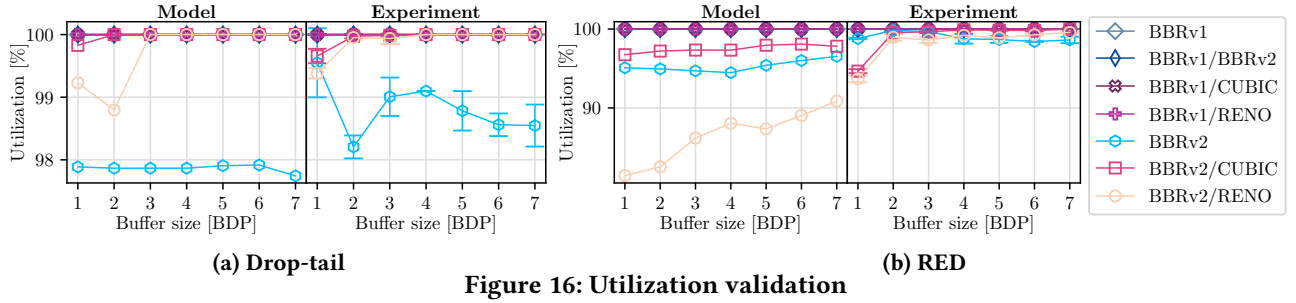 Model Experiment
Utilization [%]
100
99
98
1 2 3 4 5 6 7 1 2 3 4 5 6 7
Buffer size [BDP] Buffer size [BDP]
(a) Drop-tail
Model Experiment
Utilization [%]
100
90
1 2 3 4 5 6 7 1 2 3 4 5 6 7
Buffer size [BDP] Buffer size [BDP]
(b) RED
BBRv1
BBRv1/BBRv2
BBRv1/CUBIC
BBRv1/RENO
BBRv2
BBRv2/CUBIC
BBRv2/RENO
Figure 16: Utilization validation